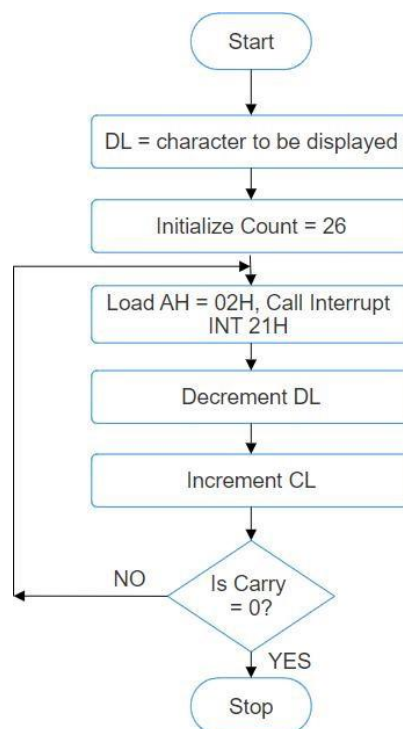 Start
DL = character to be displayed
Initialize Count = 26
Load AH = 02H, Call Interrupt
INT 21H
Decrement DL
Increment CL
NO
Is Carry
= 0?
YES
Stop